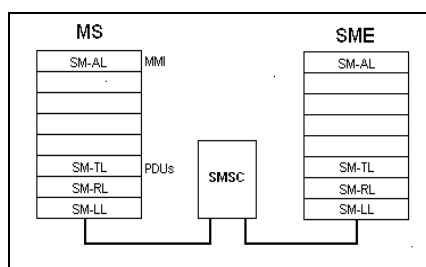 MS
SME
SM-AL MMI
SM-AL
SM-TL PDUs
SM-RL
SM-LL
SMSC
SM-TL
SM-RL
SM-LL